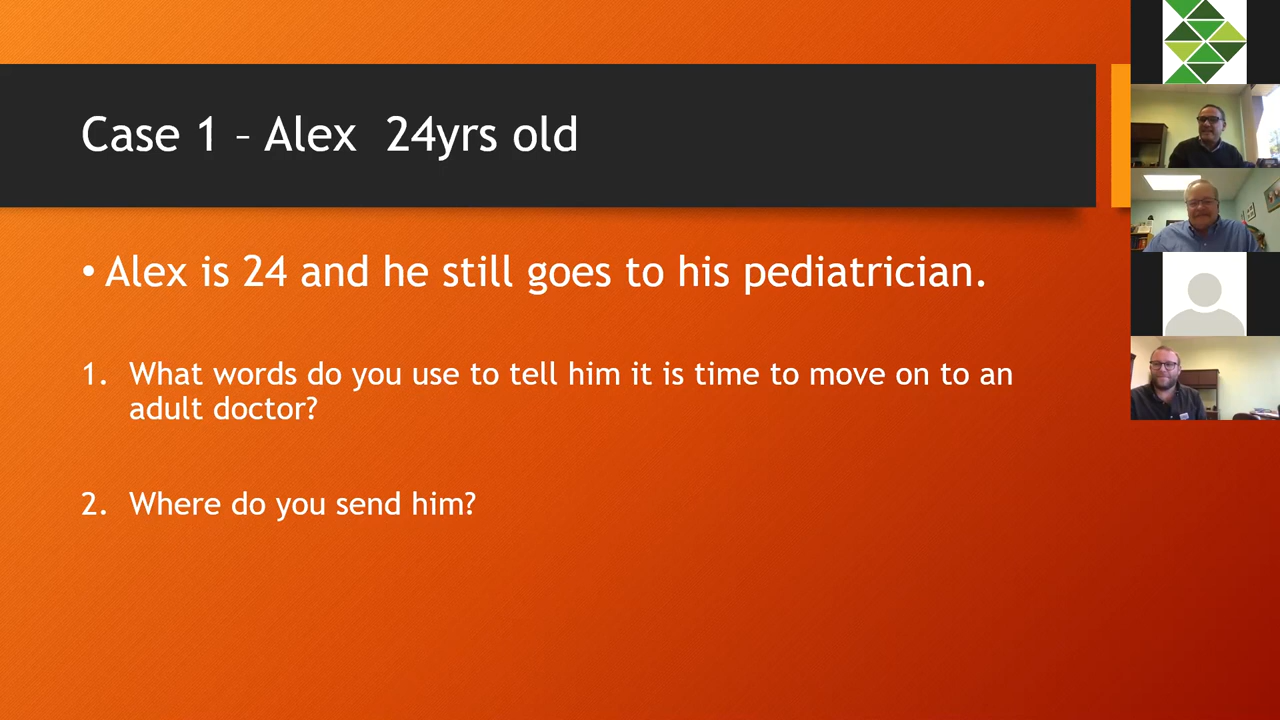 Case 1 – Alex  24yrs old
• Alex is 24 and he still goes to his pediatrician.
1. What words do you use to tell him it is time to move on to an
adult doctor?
2. Where do you send him?